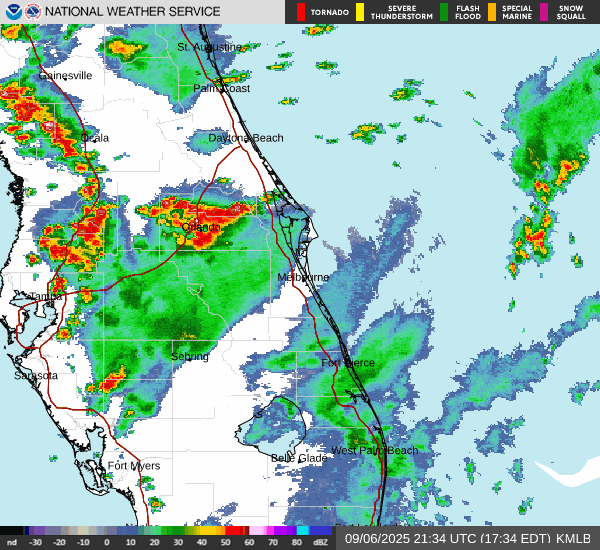 NATIONAL WEATHER SERVICE
TORNADO
SEVERE THUNDERSTORM
FLASH FLOOD
SPECIAL MARINE
SNOW SQUALL
St. Augustine
Gainesville
Palm Coast
Ocala
Daytona Beach
Orlando
Melbourne
Tampa
Sebring
Fort Pierce
Sarasota
West Palm Beach
Belle Glade
Fort Myers
nd -30 -20 -10 0 10 20 30 40 50 60 70 80 dBZ
09/06/2025 21:34 UTC (17:34 EDT) KMLB